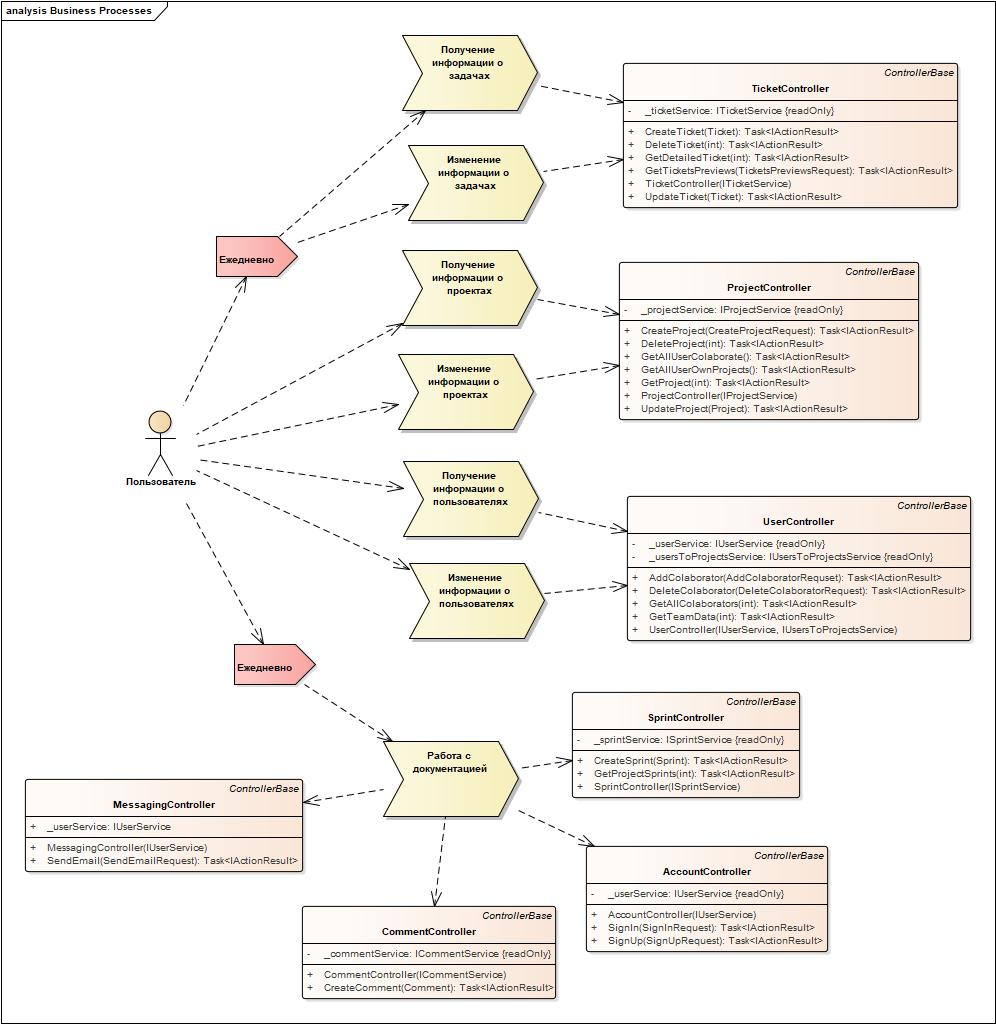 analysis Business Processes
Получение
информации о
задачах
ControllerBase
TicketController
- _ticketService: ITicketService {readOnly}
+ CreateTicket(Ticket): Task<IActionResult>
+ DeleteTicket(int): Task<IActionResult>
+ GetDetailedTicket(int): Task<IActionResult>
+ GetTicketsPreviews(TicketsPreviewsRequest): Task<IActionResult>
+ TicketController(ITicketService)
+ UpdateTicket(Ticket): Task<IActionResult>
Изменение
информации о
задачах
Ежедневно
Получение
информации о
проектах
ControllerBase
ProjectController
- _projectService: IProjectService {readOnly}
+ CreateProject(CreateProjectRequest): Task<IActionResult>
+ DeleteProject(int): Task<IActionResult>
+ GetAllUserColaborate(): Task<IActionResult>
+ GetAllUserOwnProjects(): Task<IActionResult>
+ GetProject(int): Task<IActionResult>
+ ProjectController(IProjectService)
+ UpdateProject(Project): Task<IActionResult>
Изменение
информации о
проектах
Пользователь
Получение
информации о
пользователях
ControllerBase
UserController
- _userService: IUserService {readOnly}
- _usersToProjectsService: IUsersToProjectsService {readOnly}
+ AddColaborator(AddColaboratorRequset): Task<IActionResult>
+ DeleteColaborator(DeleteColaboratorRequest): Task<IActionResult>
+ GetAllColaborators(int): Task<IActionResult>
+ GetTeamData(int): Task<IActionResult>
+ UserController(IUserService, IUsersToProjectsService)
Изменение
информации о
пользователях
Ежедневно
Работа с
документацией
ControllerBase
SprintController
- _sprintService: ISprintService {readOnly}
+ CreateSprint(Sprint): Task<IActionResult>
+ GetProjectSprints(int): Task<IActionResult>
+ SprintController(ISprintService)
ControllerBase
MessagingController
+ _userService: IUserService
+ MessagingController(IUserService)
+ SendEmail(SendEmailRequest): Task<IActionResult>
ControllerBase
AccountController
- _userService: IUserService {readOnly}
+ AccountController(IUserService)
+ SignIn(SignInRequest): Task<IActionResult>
+ SignUp(SignUpRequest): Task<IActionResult>
ControllerBase
CommentController
- _commentService: ICommentService {readOnly}
+ CommentController(ICommentService)
+ CreateComment(Comment): Task<IActionResult>